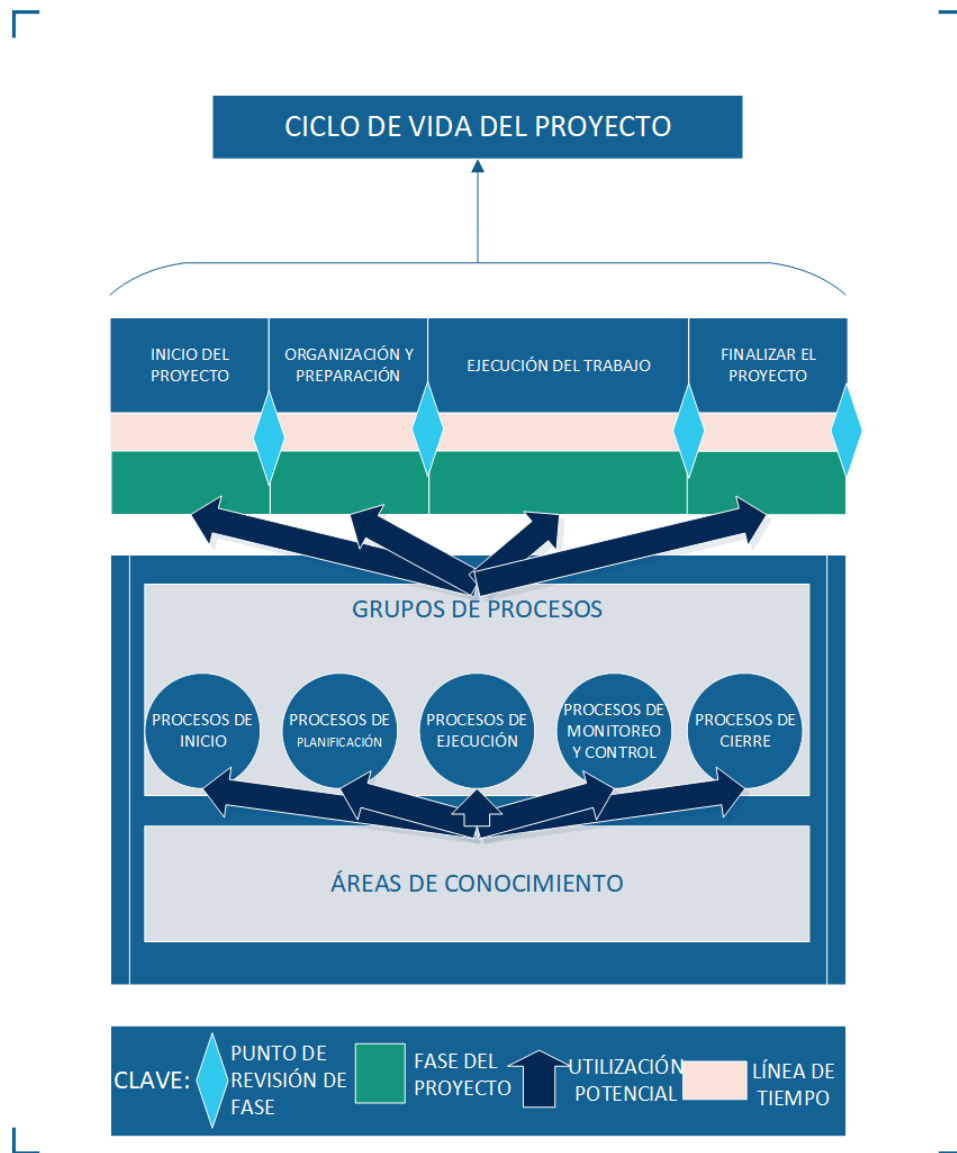 CICLO DE VIDA DEL PROYECTO
INICIO DEL
PROYECTO
ORGANIZACIÓN Y
PREPARACIÓN
EJECUCIÓN DEL TRABAJO
FINALIZAR EL
PROYECTO
GRUPOS DE PROCESOS
PROCESOS DE
INICIO
PROCESOS DE
PLANIFICACIÓN
PROCESOS DE
EJECUCIÓN
PROCESOS DE
MONITOREO
Y CONTROL
PROCESOS DE
CIERRE
ÁREAS DE CONOCIMIENTO
CLAVE:
PUNTO DE
REVISIÓN DE
FASE
FASE DEL
PROYECTO
UTILIZACIÓN
POTENCIAL
LÍNEA DE
TIEMPO